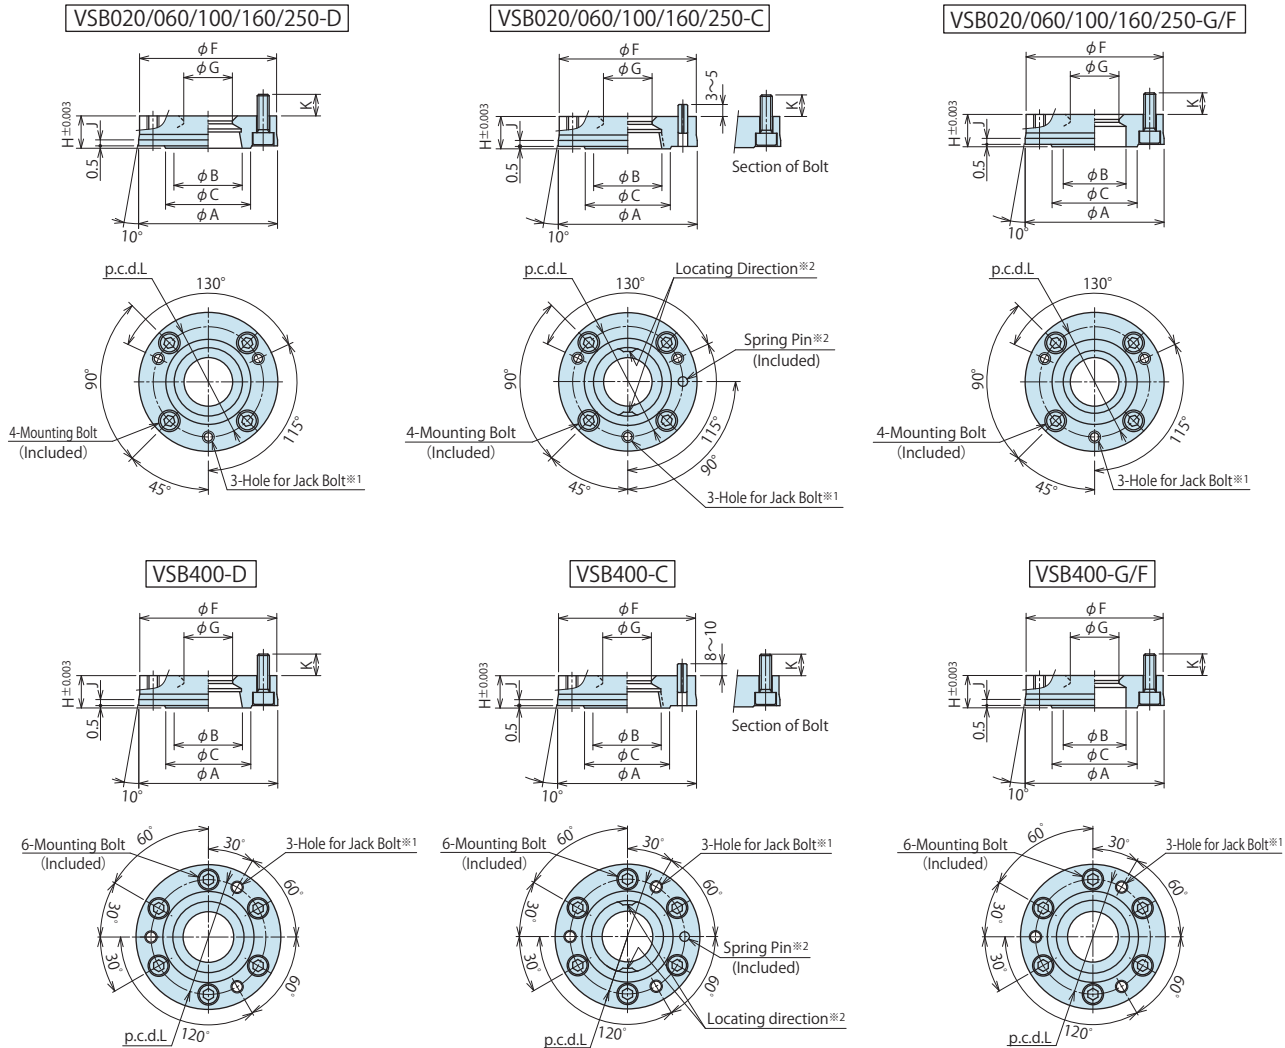 VSB020/060/100/160/250-D
φF
φG
K
H±0.003
J
0.5
φB
φC
φA
10°
p.c.d.L
130°
90°
115°
4-Mounting Bolt
(Included)
45°
3-Hole for Jack Bolt※1
VSB020/060/100/160/250-C
φF
φG
3~5
K
H±0.003
J
0.5
Section of Bolt
φB
φC
φA
10°
p.c.d.L
Locating Direction※2
130°
Spring Pin※2
(Included)
90°
115°
90°
4-Mounting Bolt
(Included)
45°
3-Hole for Jack Bolt※1
VSB020/060/100/160/250-G/F
φF
φG
K
H±0.003
J
0.5
φB
φC
φA
10°
p.c.d.L
130°
90°
115°
4-Mounting Bolt
(Included)
45°
3-Hole for Jack Bolt※1
VSB400-D
φF
φG
K
H±0.003
J
0.5
φB
φC
φA
10°
6-Mounting Bolt
(Included)
60°
30°
3-Hole for Jack Bolt※1
60°
30°
30°
60°
p.c.d.L
120°
VSB400-C
φF
φG
8~10
K
H±0.003
J
0.5
Section of Bolt
φB
φC
φA
10°
6-Mounting Bolt
(Included)
60°
30°
3-Hole for Jack Bolt※1
60°
30°
Spring Pin※2
(Included)
30°
60°
Locating direction※2
p.c.d.L
120°
VSB400-G/F
φF
φG
K
H±0.003
J
0.5
φB
φC
φA
10°
6-Mounting Bolt
(Included)
60°
30°
3-Hole for Jack Bolt※1
60°
30°
30°
60°
p.c.d.L
120°